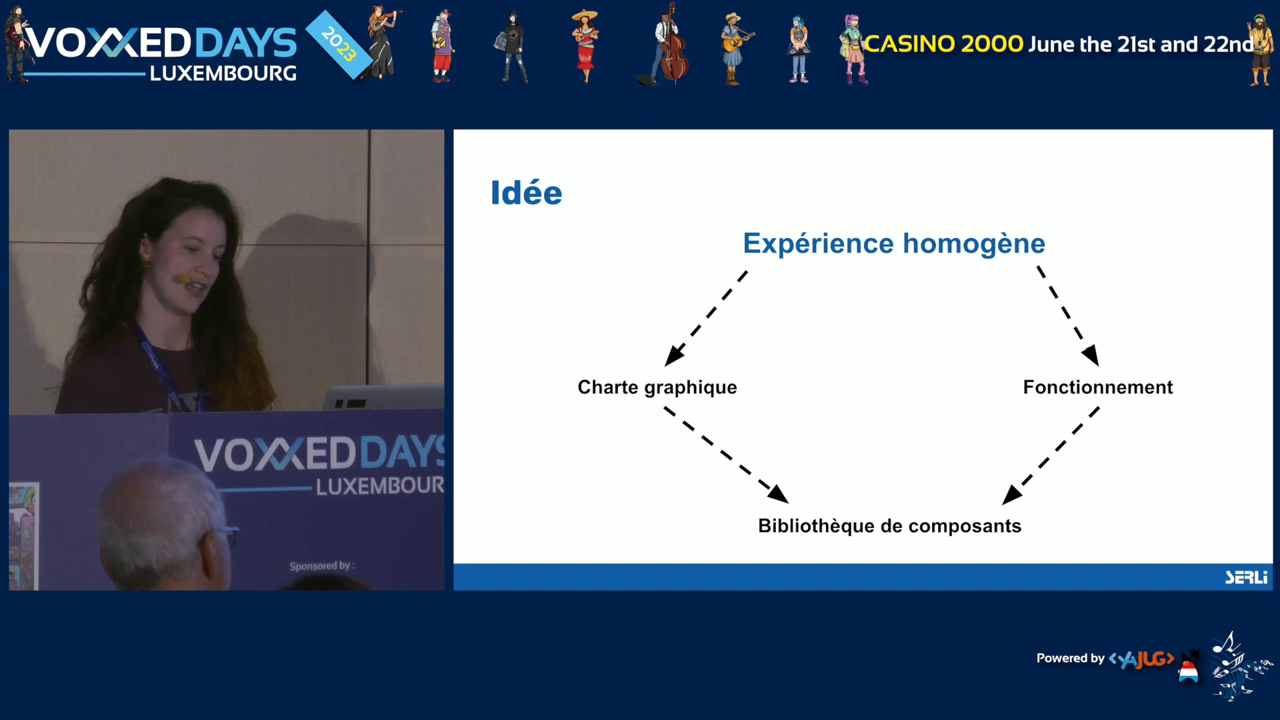 VOXXED DAYS
LUXEMBOURG
2023
CASINO 2000 June the 21st and 22nd
Idée
Expérience homogène
Charte graphique
Fonctionnement
Bibliothèque de composants
SERLI
VOXXED DAYS
LUXEMBOUR
Sponsored by :
Powered by <YAJUG>